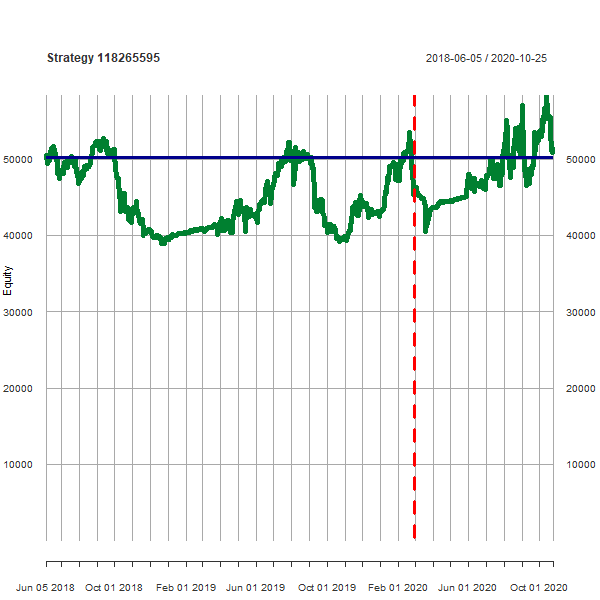 Strategy 118265595
2018-06-05 / 2020-10-25
50000
50000
40000
40000
Equity
30000
30000
20000
20000
10000
10000
Jun 05 2018
Oct 01 2018
Feb 01 2019
Jun 01 2019
Oct 01 2019
Feb 01 2020
Jun 01 2020
Oct 01 2020